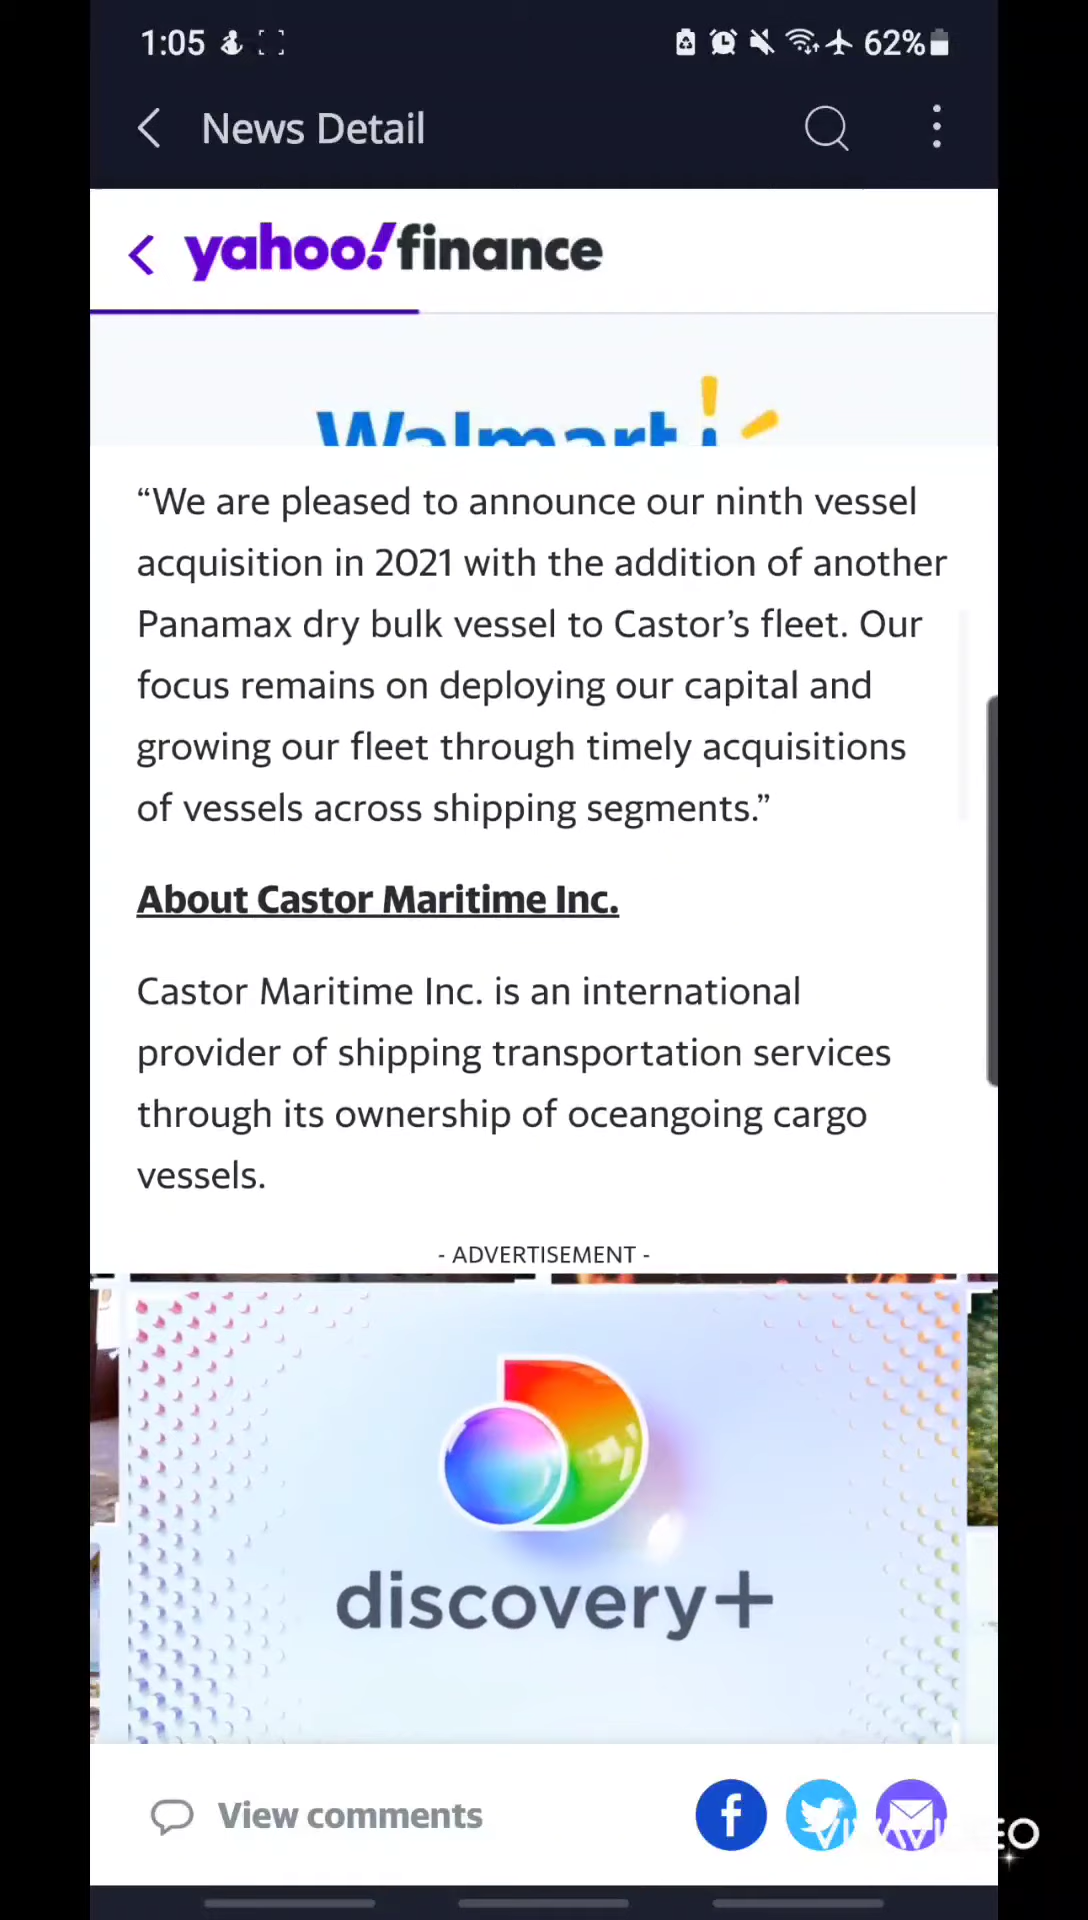 1:05
62%
News Detail
yahoo!finance
Walmart
“We are pleased to announce our ninth vessel
acquisition in 2021 with the addition of another
Panamax dry bulk vessel to Castor’s fleet. Our
focus remains on deploying our capital and
growing our fleet through timely acquisitions
of vessels across shipping segments.”
About Castor Maritime Inc.
Castor Maritime Inc. is an international
provider of shipping transportation services
through its ownership of oceangoing cargo
vessels.
- ADVERTISEMENT -
discovery+
View comments